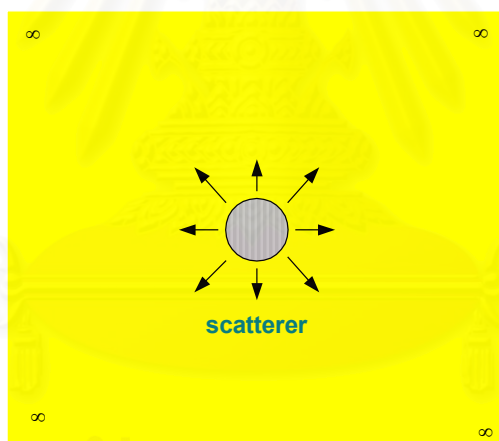 ∞ ∞
scatterer
∞ ∞